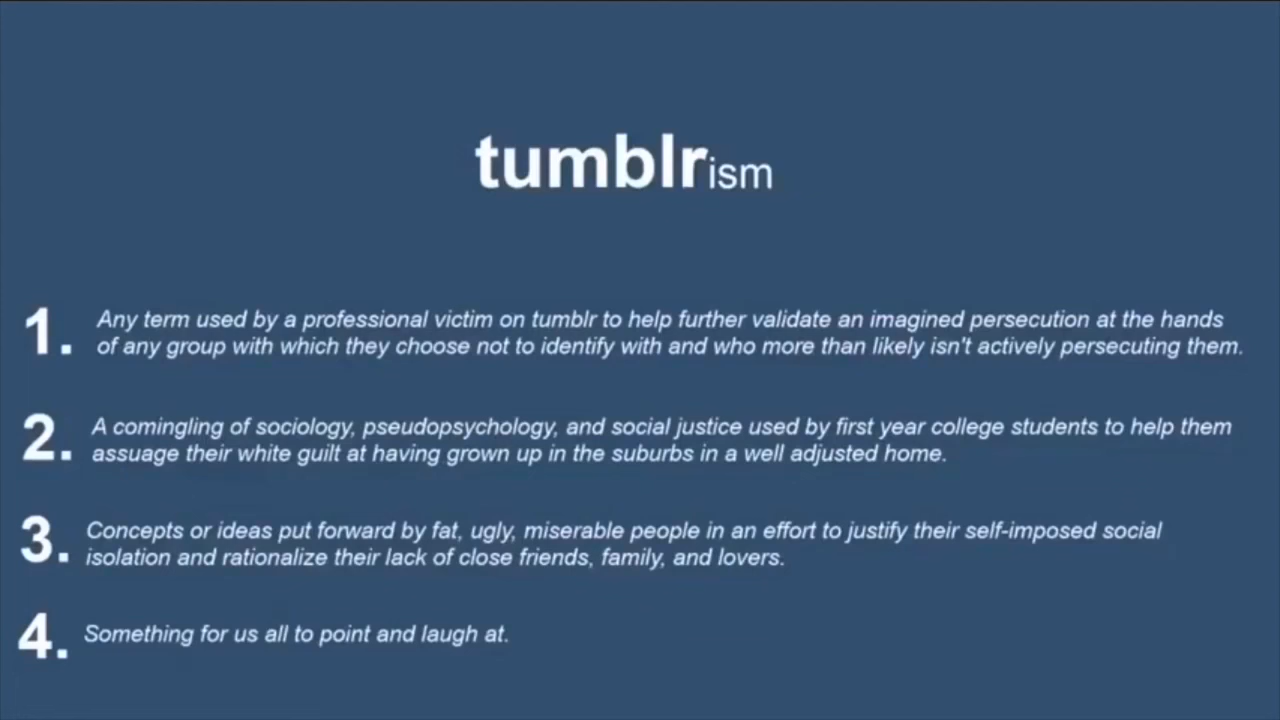 tumblrism
1. Any term used by a professional victim on tumblr to help further validate an imagined persecution at the hands
of any group with which they choose not to identify with and who more than likely isn't actively persecuting them.
2. A comingling of sociology, pseudopsychology, and social justice used by first year college students to help them
assuage their white guilt at having grown up in the suburbs in a well adjusted home.
3. Concepts or ideas put forward by fat, ugly, miserable people in an effort to justify their self-imposed social
isolation and rationalize their lack of close friends, family, and lovers.
4. Something for us all to point and laugh at.